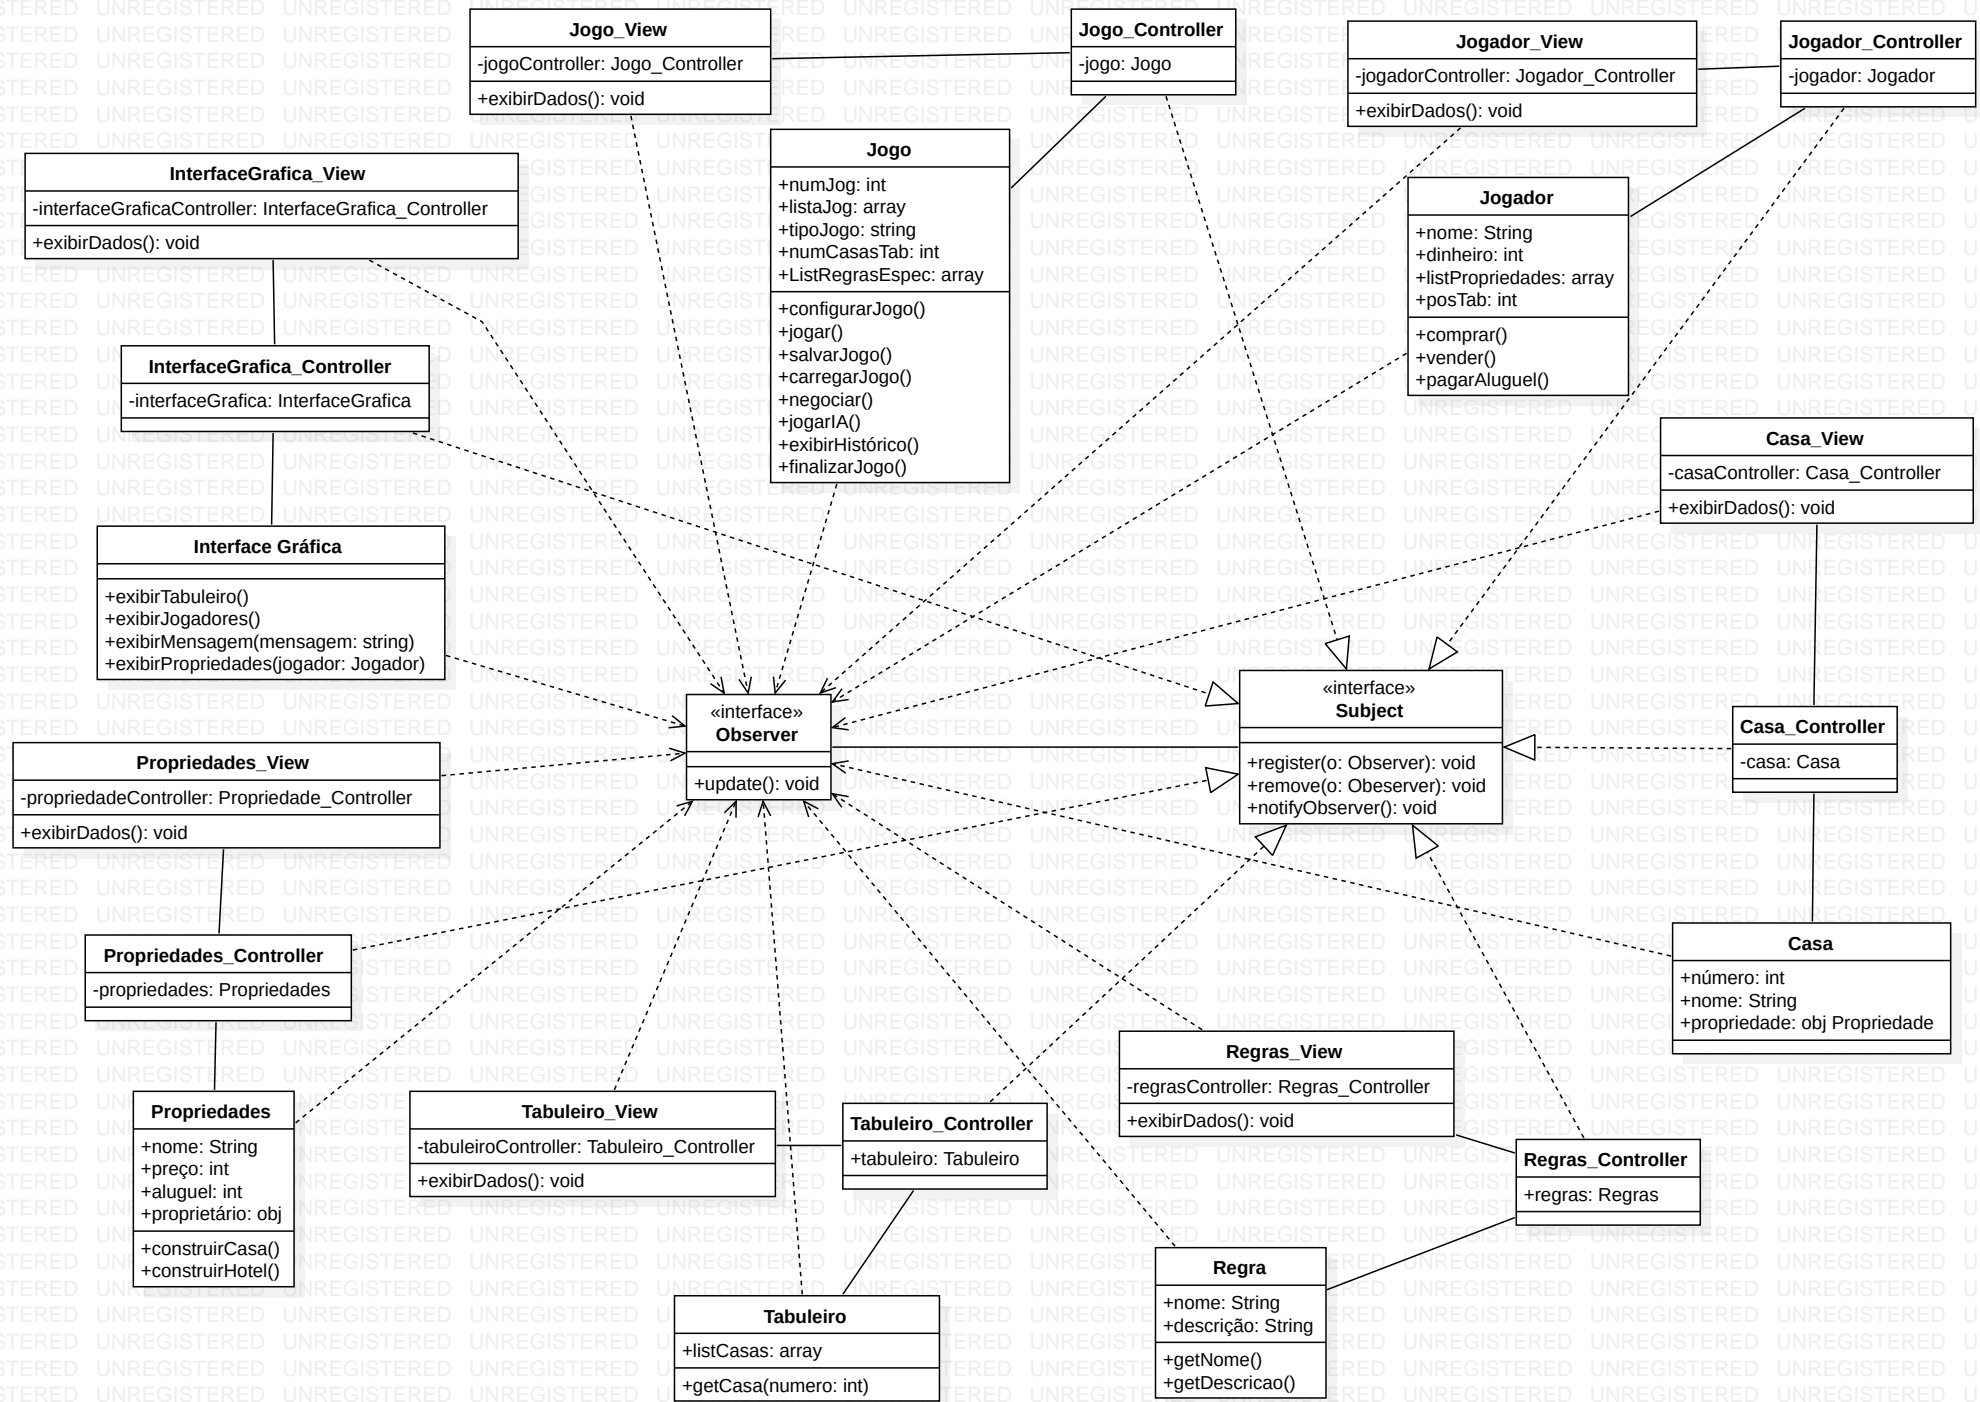 Jogo_View
-jogoController: Jogo_Controller
+exibirDados(): void
Jogo_Controller
-jogo: Jogo
Jogador_View
-jogadorController: Jogador_Controller
+exibirDados(): void
Jogador_Controller
-jogador: Jogador
InterfaceGrafica_View
-interfaceGraficaController: InterfaceGrafica_Controller
+exibirDados(): void
Jogo
+numJog: int
+listaJog: array
+tipoJogo: string
+numCasasTab: int
+ListRegrasEspec: array
+configurarJogo()
+jogar()
+salvarJogo()
+carregarJogo()
+negociar()
+jogarIA()
+exibirHistórico()
+finalizarJogo()
Jogador
+nome: String
+dinheiro: int
+listPropriedades: array
+posTab: int
+comprar()
+vender()
+pagarAluguel()
InterfaceGrafica_Controller
-interfaceGrafica: InterfaceGrafica
Casa_View
-casaController: Casa_Controller
+exibirDados(): void
Interface Gráfica
+exibirTabuleiro()
+exibirJogadores()
+exibirMensagem(mensagem: string)
+exibirPropriedades(jogador: Jogador)
«interface»
Observer
+update(): void
«interface»
Subject
+register(o: Observer): void
+remove(o: Obeserver): void
+notifyObserver(): void
Casa_Controller
-casa: Casa
Propriedades_View
-propriedadeController: Propriedade_Controller
+exibirDados(): void
Propriedades_Controller
-propriedades: Propriedades
Casa
+número: int
+nome: String
+propriedade: obj Propriedade
Propriedades
+nome: String
+preço: int
+aluguel: int
+proprietário: obj
+construirCasa()
+construirHotel()
Tabuleiro_View
-tabuleiroController: Tabuleiro_Controller
+exibirDados(): void
Tabuleiro_Controller
+tabuleiro: Tabuleiro
Regras_View
-regrasController: Regras_Controller
+exibirDados(): void
Regras_Controller
+regras: Regras
Tabuleiro
+listCasas: array
+getCasa(numero: int)
Regra
+nome: String
+descrição: String
+getNome()
+getDescricao()
UNREGISTERED